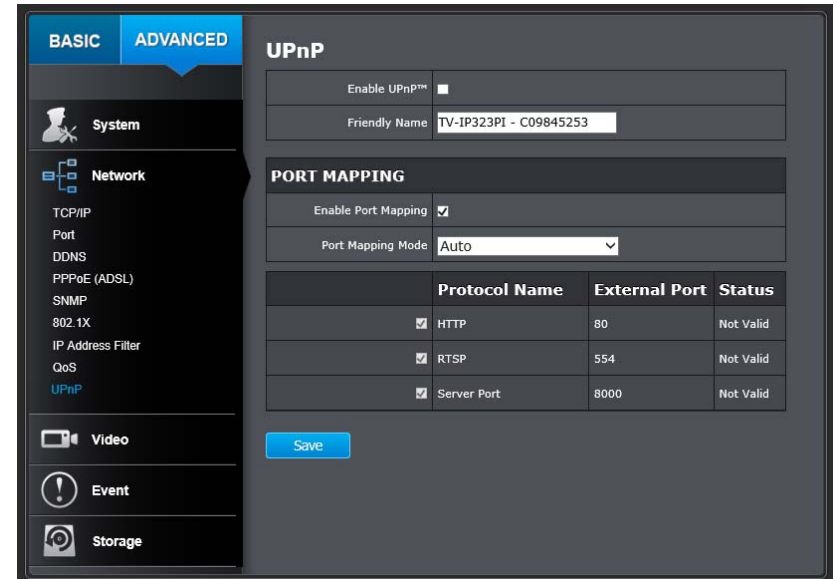 BASIC
ADVANCED
System
Network
TCP/IP
Port
DDNS
PPPoE (ADSL)
SNMP
802.1X
IP Address Filter
QoS
UPnP
Video
Event
Storage
UPnP
Enable UPnP™
Friendly Name TV-IP323PI - C09845253
PORT MAPPING
Enable Port Mapping
Port Mapping Mode Auto
Protocol Name External Port Status
HTTP 80 Not Valid
RTSP 554 Not Valid
Server Port 8000 Not Valid
Save